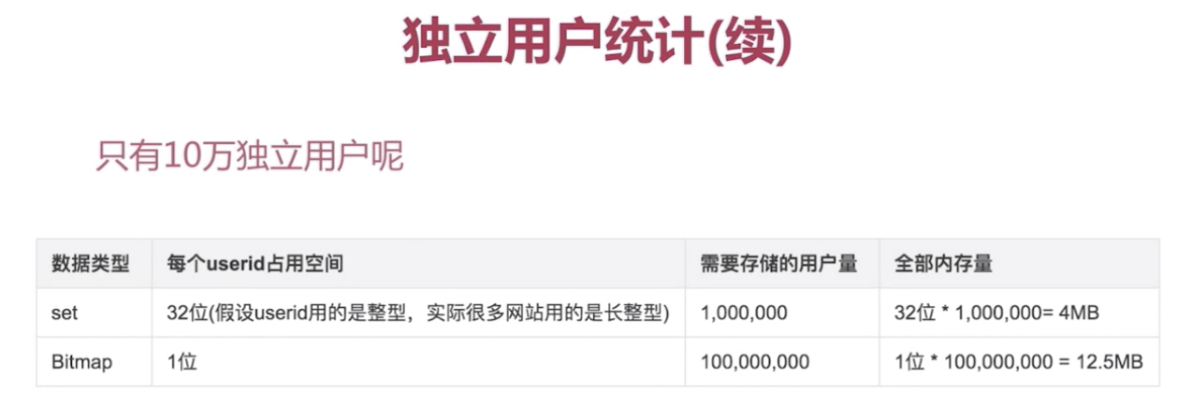 独立用户统计(续)
只有10万独立用户呢
数据类型 每个userid占用空间 需要存储的用户量 全部内存量
set 32位(假设userid用的是整型，实际很多网站用的是长整型) 1,000,000 32位 * 1,000,000= 4MB
Bitmap 1位 100,000,000 1位 * 100,000,000 = 12.5MB